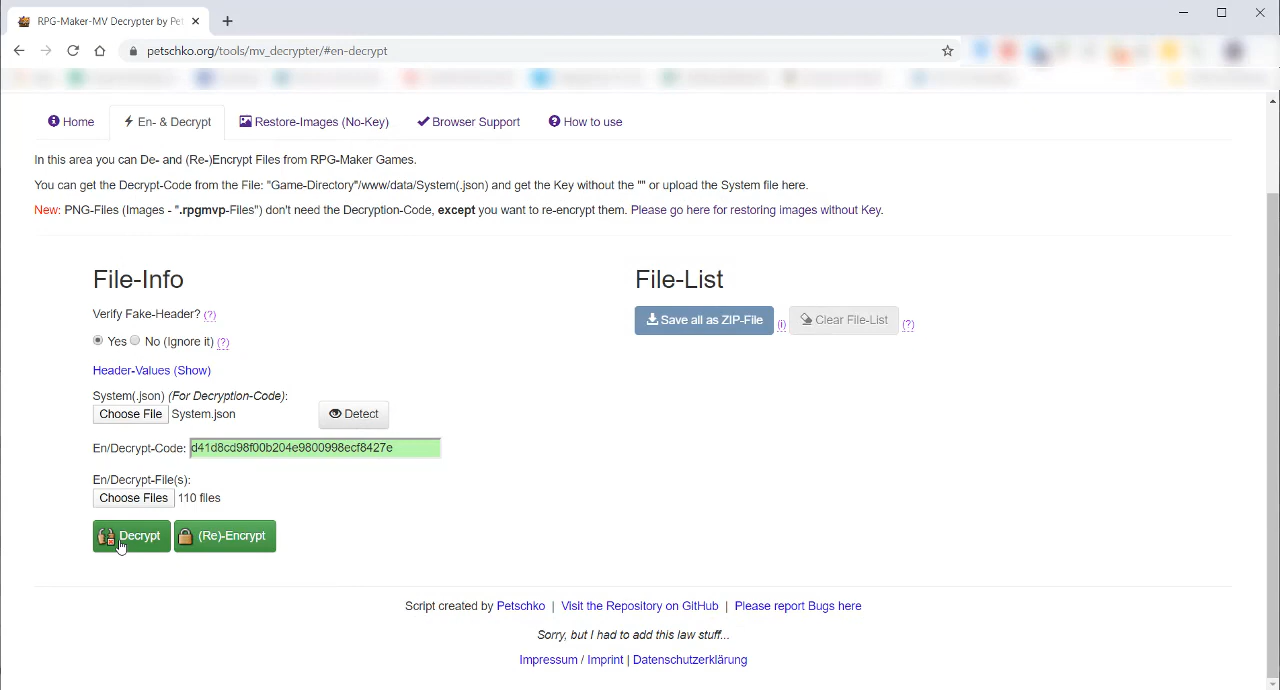 RPG-Maker-MV Decrypter by Pet
petschko.org/tools/mv_decrypter/#en-decrypt
Home
En- & Decrypt
Restore-Images (No-Key)
Browser Support
How to use
In this area you can De- and (Re-)Encrypt Files from RPG-Maker Games.
You can get the Decrypt-Code from the File: "Game-Directory"/www/data/System(.json) and get the Key without the "" or upload the System file here.
New: PNG-Files (Images - ".rpgmvp-Files") don't need the Decryption-Code, except you want to re-encrypt them. Please go here for restoring images without Key.
File-Info
Verify Fake-Header? (?)
Yes No (Ignore it) (?)
Header-Values (Show)
System(.json) (For Decryption-Code):
Choose File System.json Detect
En/Decrypt-Code: d41d8cd98f00b204e9800998ecf8427e
En/Decrypt-File(s):
Choose Files 110 files
Decrypt (Re)-Encrypt
File-List
Save all as ZIP-File (i) Clear File-List (?)
Script created by Petschko | Visit the Repository on GitHub | Please report Bugs here
Sorry, but I had to add this law stuff...
Impressum / Imprint | Datenschutzerklärung